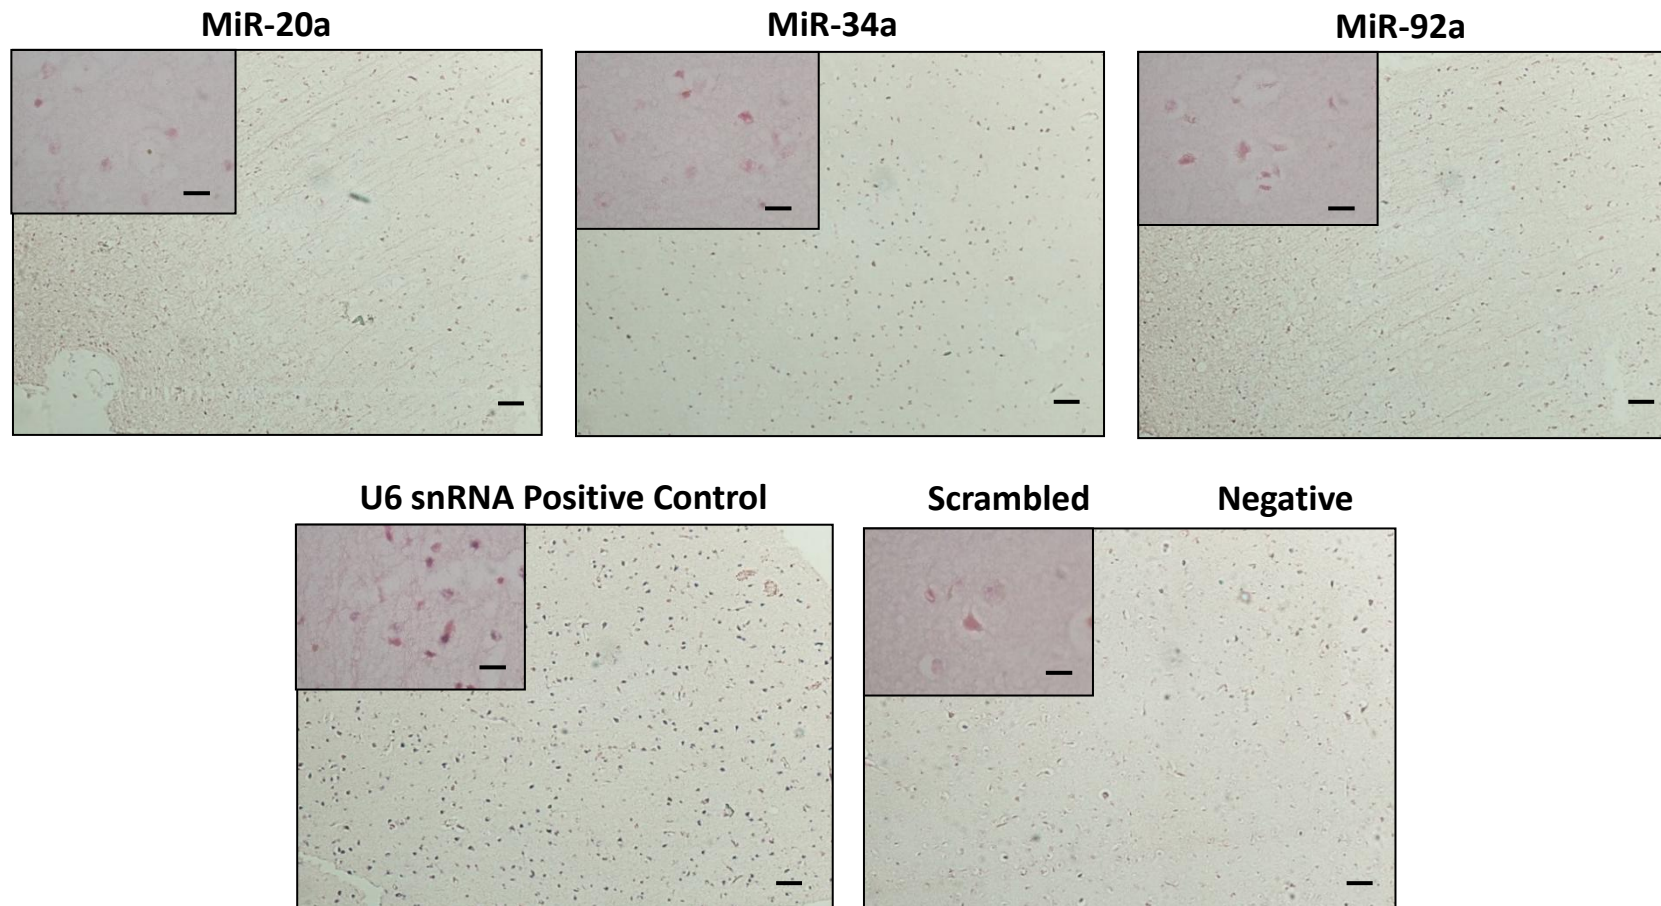 MiR-20a
MiR-34a
MiR-92a
U6 snRNA Positive Control
Scrambled Negative